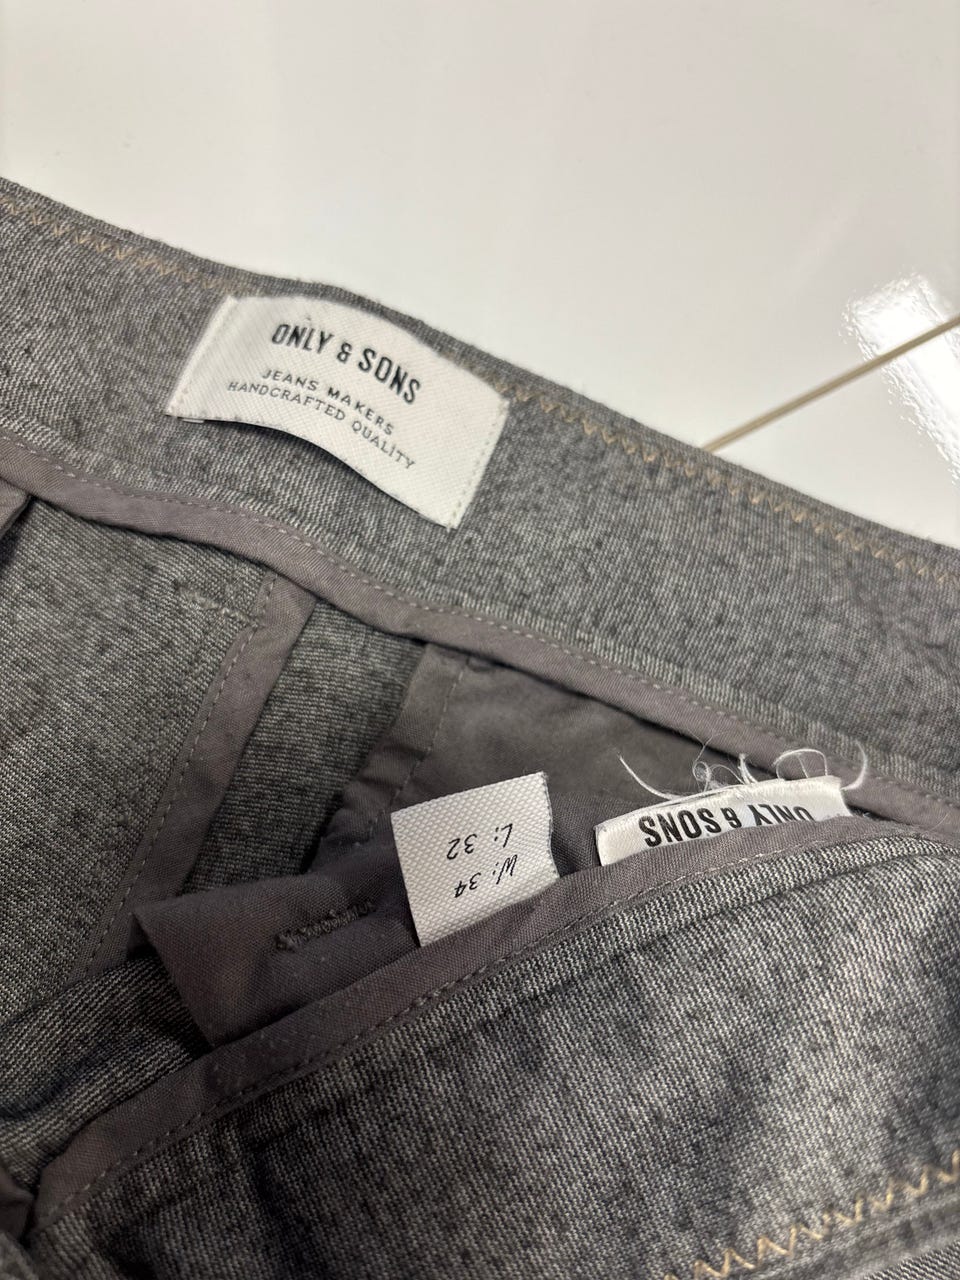 ONLY & SONS
JEANS MAKERS
HANDCRAFTED QUALITY
W: 34
L: 32
ONLY & SONS